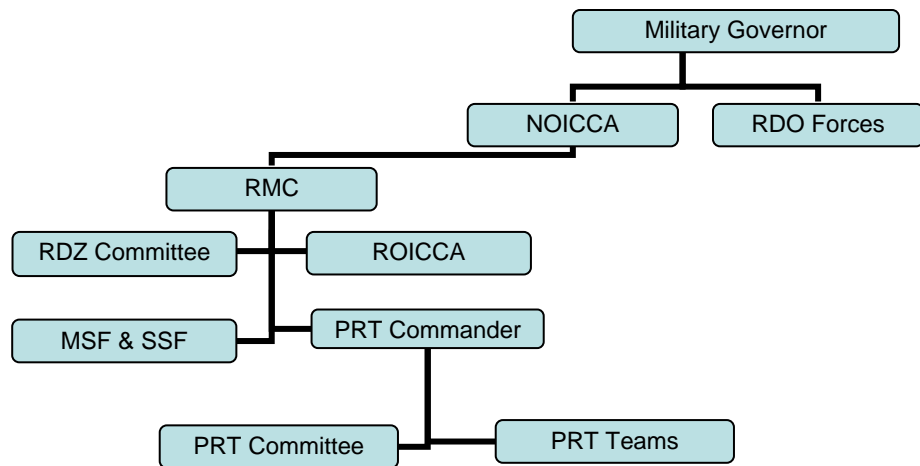 Military Governor
NOICCA
RDO Forces
RMC
RDZ Committee
ROICCA
MSF & SSF
PRT Commander
PRT Committee
PRT Teams